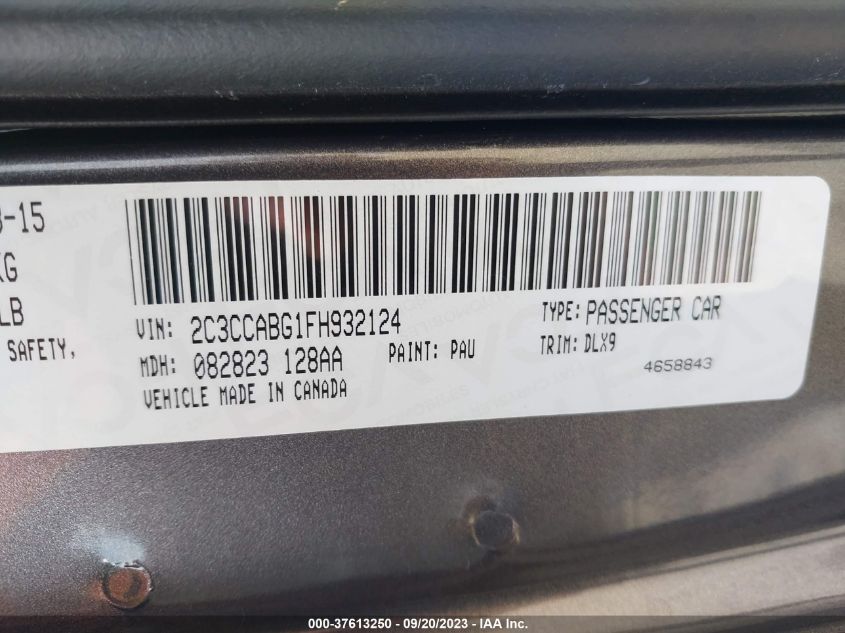 -15
KG
LB
SAFETY,
VIN: 2C3CCABG1FH932124
TYPE: PASSENGER CAR
MDH: 082823 128AA
PAINT: PAU
TRIM: DLX9
VEHICLE MADE IN CANADA
4658843
000-37613250 - 09/20/2023 - IAA Inc.